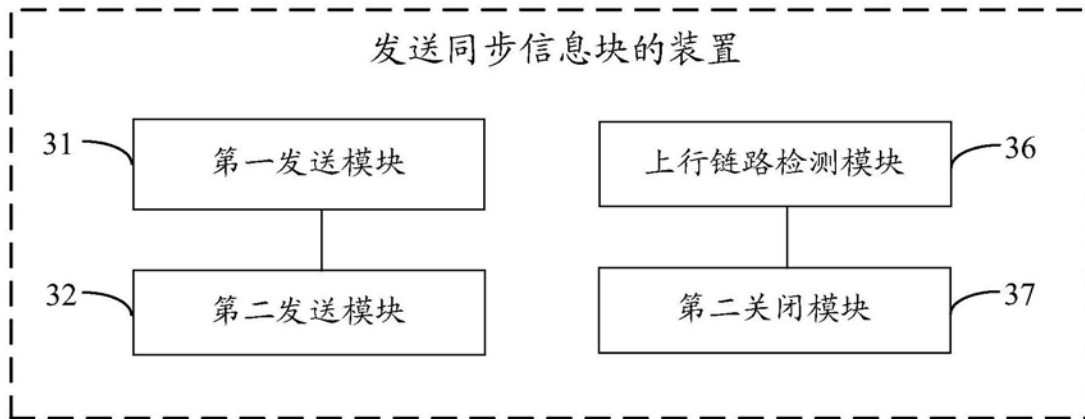 发送同步信息块的装置
31
第一发送模块
上行链路检测模块
36
32
第二发送模块
第二关闭模块
37